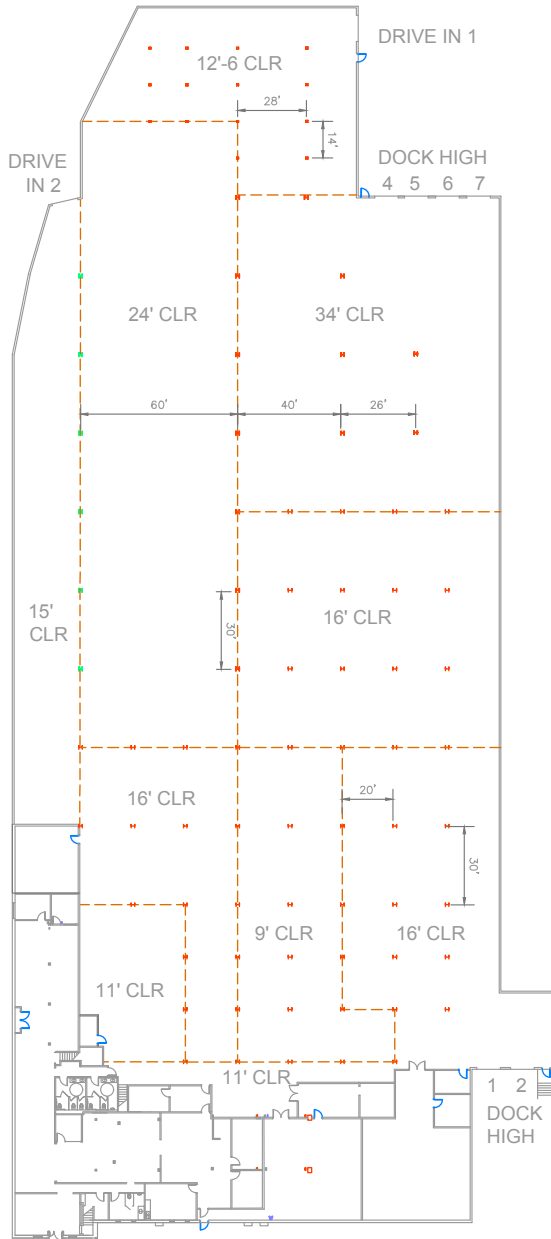 DRIVE IN 1
12'-6 CLR
28'
14'
DRIVE
IN 2
DOCK HIGH
4 5 6 7
24' CLR
34' CLR
60'
40'
26'
15'
CLR
30'
16' CLR
16' CLR
20'
30'
9' CLR
16' CLR
11' CLR
11' CLR
1 2
DOCK
HIGH